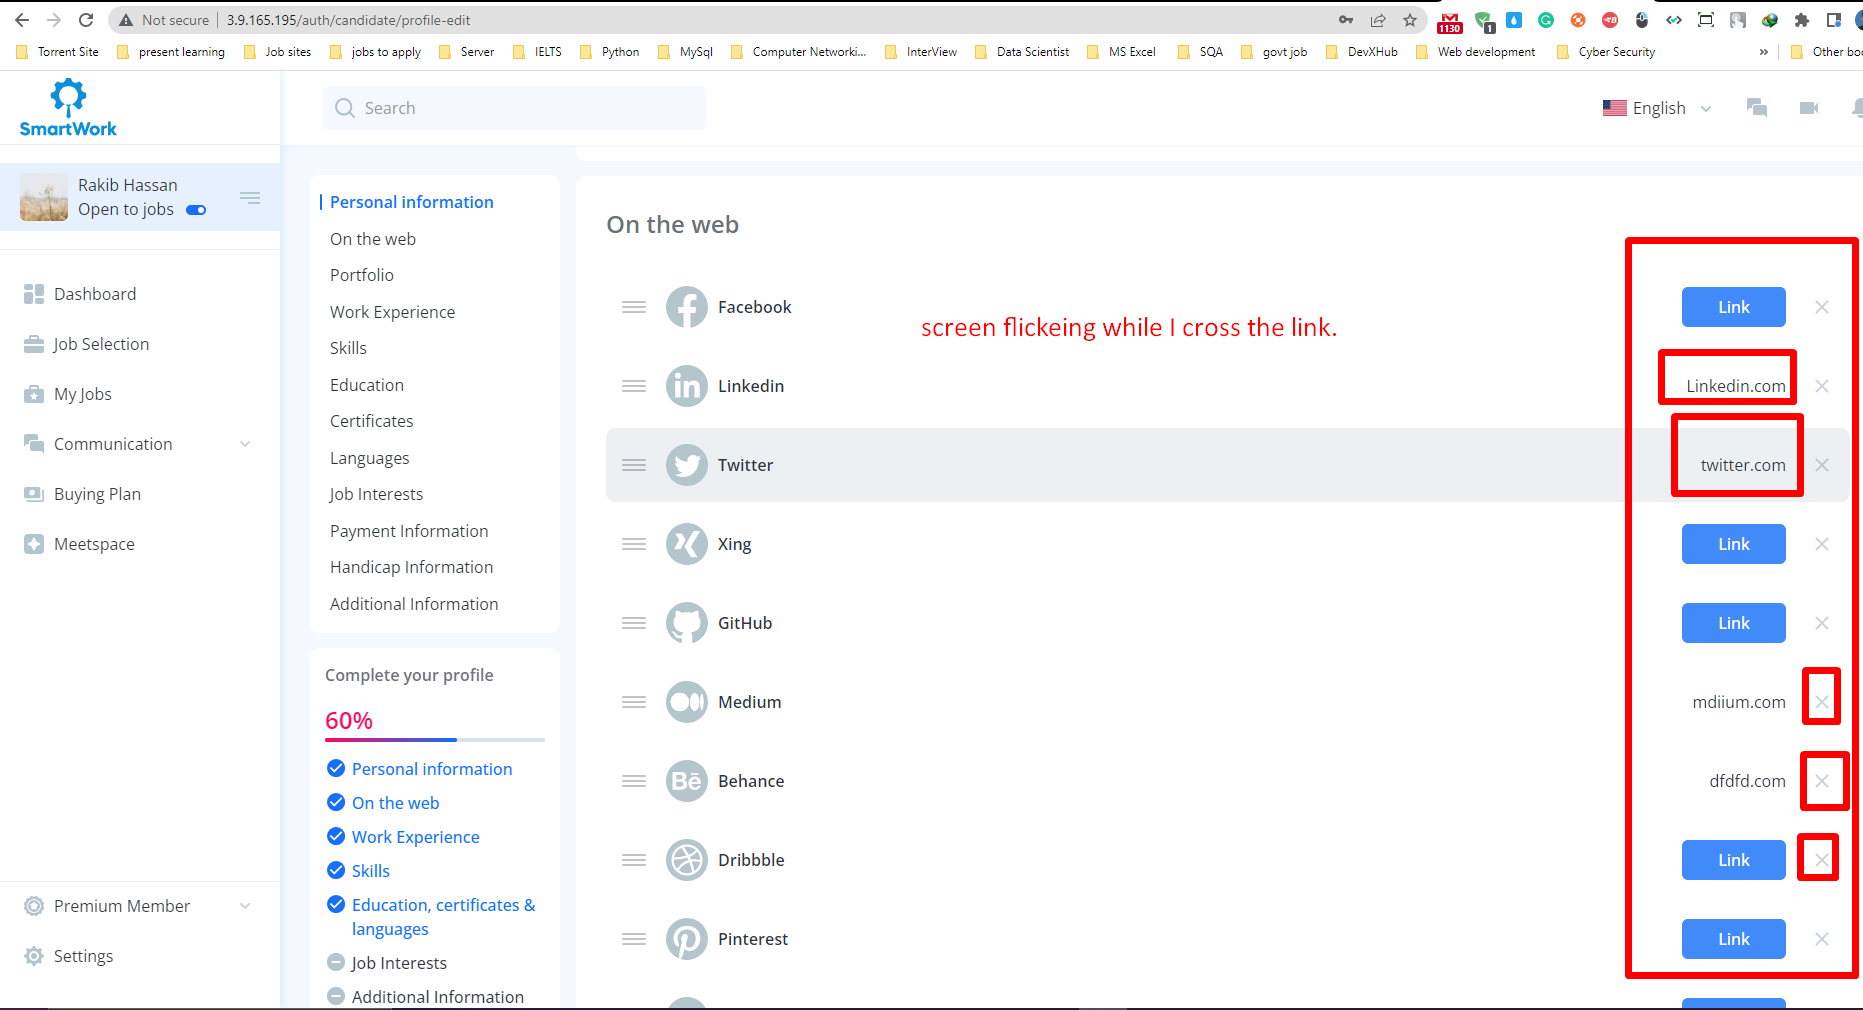 Not secure 3.9.165.195/auth/candidate/profile-edit
1130
1
Torrent Site present learning Job sites jobs to apply Server IELTS Python MySql Computer Networki... InterView Data Scientist MS Excel SQA govt job DevXHub Web development Cyber Security » Other
SmartWork
Search
English
Rakib Hassan
Open to jobs
Dashboard
Job Selection
My Jobs
Communication
Buying Plan
Meetspace
Premium Member
Settings
Personal information
On the web
Portfolio
Work Experience
Skills
Education
Certificates
Languages
Job Interests
Payment Information
Handicap Information
Additional Information
Complete your profile
60%
Personal information
On the web
Work Experience
Skills
Education, certificates &
languages
Job Interests
Additional Information
On the web
Facebook Link
screen flickeing while I cross the link.
Linkedin Linkedin.com
Twitter twitter.com
Xing Link
GitHub Link
Medium mdiium.com
Behance dfdfd.com
Dribbble Link
Pinterest Link